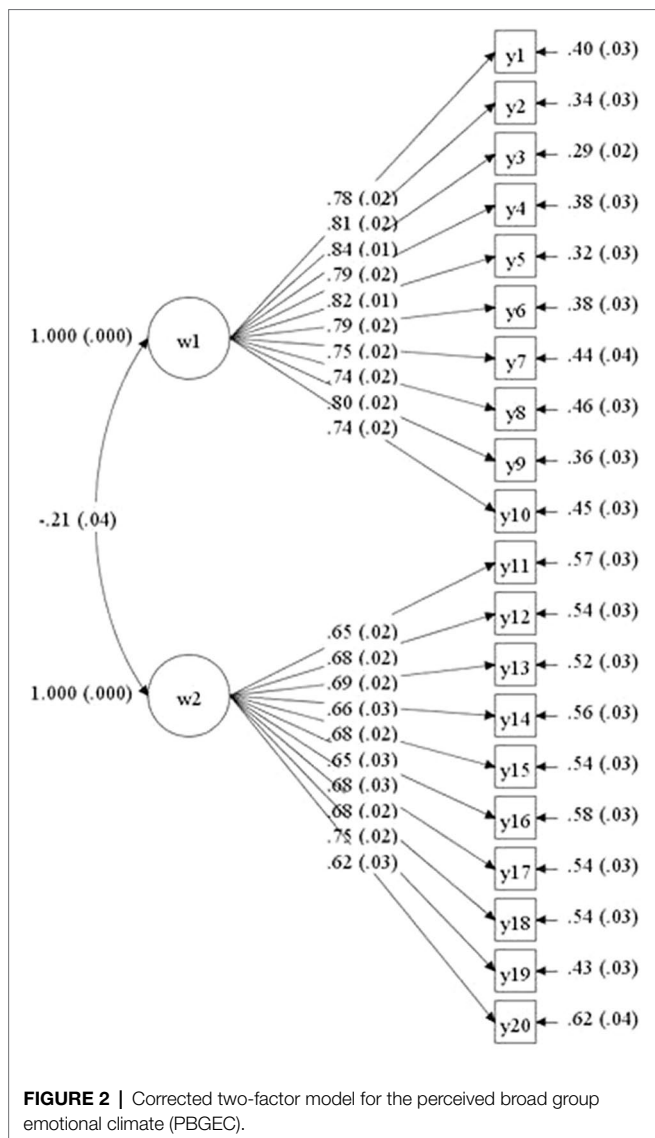 y1 .40 (.03)
y2 .34 (.03)
y3 .29 (.02)
.78 (.02)
y4 .38 (.03)
.81 (.02)
.84 (.01)
y5 .32 (.03)
.79 (.02)
.82 (.01)
y6 .38 (.03)
.79 (.02)
1.000 (.000) w1
.75 (.02)
y7 .44 (.04)
.74 (.02)
.80 (.02)
y8 .46 (.03)
.74 (.02)
y9 .36 (.03)
y10 .45 (.03)
-.21 (.04)
y11 .57 (.03)
y12 .54 (.03)
.65 (.02)
.68 (.02)
y13 .52 (.03)
.69 (.02)
1.000 (.000) w2
.66 (.03)
y14 .56 (.03)
.68 (.02)
.65 (.03)
y15 .54 (.03)
.68 (.03)
.68 (.02)
y16 .58 (.03)
.75 (.02)
.62 (.03)
y17 .54 (.03)
y18 .54 (.03)
y19 .43 (.03)
y20 .62 (.04)
FIGURE 2 | Corrected two-factor model for the perceived broad group
emotional climate (PBGEC).